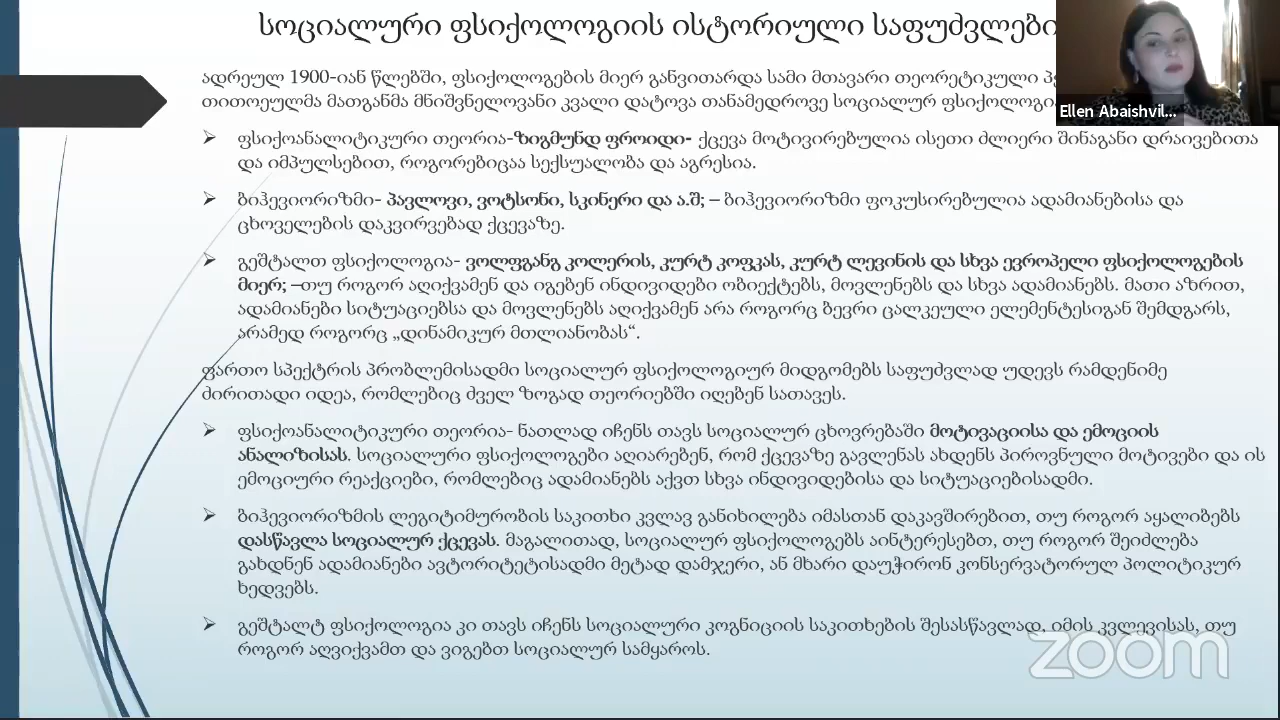 სოციალური ფსიქოლოგიის ისტორიული საფუძვლები
ადრეულ 1900-იან წლებში, ფსიქოლოგების მიერ განვითარდა სამი მთავარი თეორეტიკული
თითოეულმა მათგანმა მნიშვნელოვანი კვალი დატოვა თანამედროვე სოციალურ
Ellen Abaishvil...
➢ ფსიქოანალიტიკური თეორია-ზიგმუნდ ფროიდი- ქცევა მოტივირებულია ისეთი ძლიერი შინაგანი დრაივებითა
და იმპულსებით, როგორებიცაა სექსუალობა და აგრესია.
➢ ბიჰევიორიზმი- პავლოვი, ვოტსონი, სკინერი და ა.შ; – ბიჰევიორიზმი ფოკუსირებულია ადამიანებისა და
ცხოველების დაკვირვებად ქცევაზე.
➢ გეშტალთ ფსიქოლოგია- ვოლფგანგ კოლერის, კურტ კოფკას, კურტ ლევინის და სხვა ევროპელი ფსიქოლოგების
მიერ; –თუ როგორ აღიქვამენ და იგებენ ინდივიდები ობიექტებს, მოვლენებს და სხვა ადამიანებს. მათი აზრით,
ადამიანები სიტუაციებსა და მოვლენებს აღიქვამენ არა როგორც ბევრი ცალკეული ელემენტესიგან შემდგარს,
არამედ როგორც „დინამიკურ მთლიანობას“.
ფართო სპექტრის პრობლემისადმი სოციალურ ფსიქოლოგიურ მიდგომებს საფუძვლად უდევს რამდენიმე
ძირითადი იდეა, რომლებიც ძველ ზოგად თეორიებში იღებენ სათავეს.
➢ ფსიქოანალიტიკური თეორია- ნათლად იჩენს თავს სოციალურ ცხოვრებაში მოტივაციისა და ემოციის
ანალიზისას. სოციალური ფსიქოლოგები აღიარებენ, რომ ქცევაზე გავლენას ახდენს პიროვნული მოტივები და ის
ემოციური რეაქციები, რომლებიც ადამიანებს აქვთ სხვა ინდივიდებისა და სიტუაციებისადმი.
➢ ბიჰევიორიზმის ლეგიტიმურობის საკითხი კვლავ განიხილება იმასთან დაკავშირებით, თუ როგორ აყალიბებს
დასწავლა სოციალურ ქცევას. მაგალითად, სოციალურ ფსიქოლოგებს აინტერესებთ, თუ როგორ შეიძლება
გახდნენ ადამიანები ავტორიტეტისადმი მეტად დამჯერი, ან მხარი დაუჭირონ კონსერვატორულ პოლიტიკურ
ხედვებს.
➢ გეშტალტ ფსიქოლოგია კი თავს იჩენს სოციალური კოგნიციის საკითხების შესასწავლად, იმის კვლევისას, თუ
როგორ აღვიქვამთ და ვიგებთ სოციალურ სამყაროს.
zoom